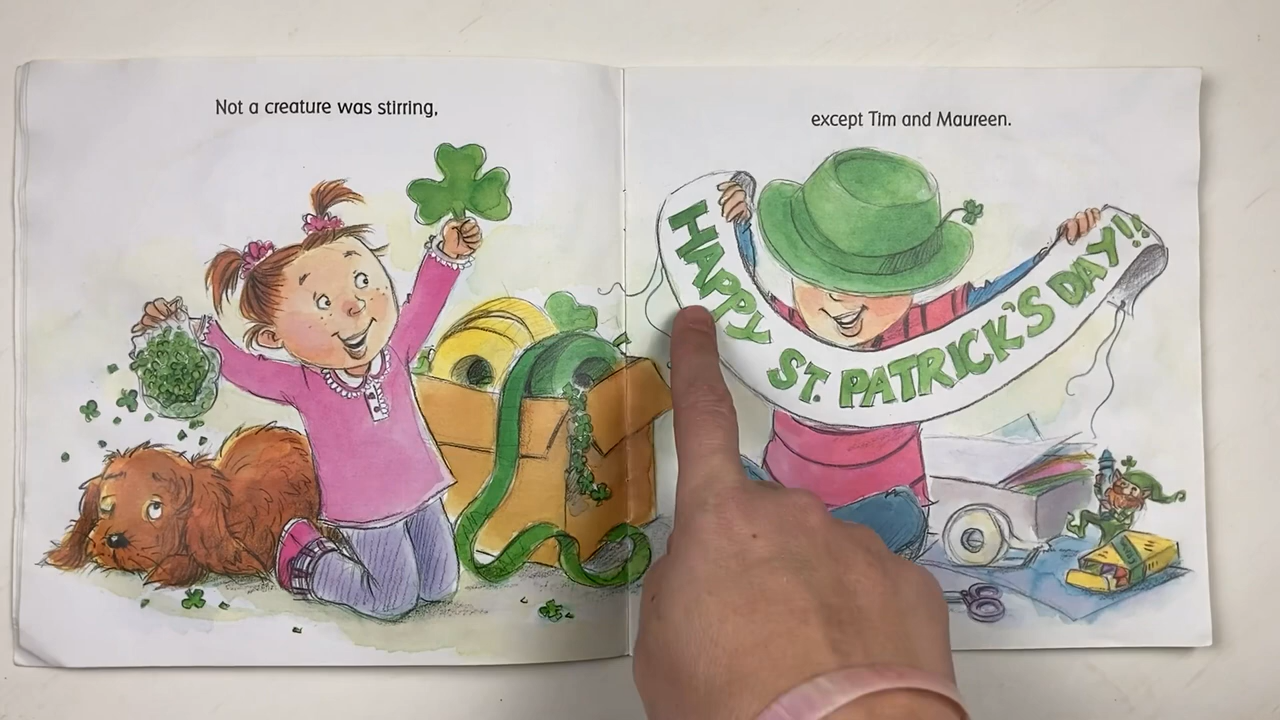 Not a creature was stirring,
except Tim and Maureen.
HAPPY ST. PATRICK'S DAY!!